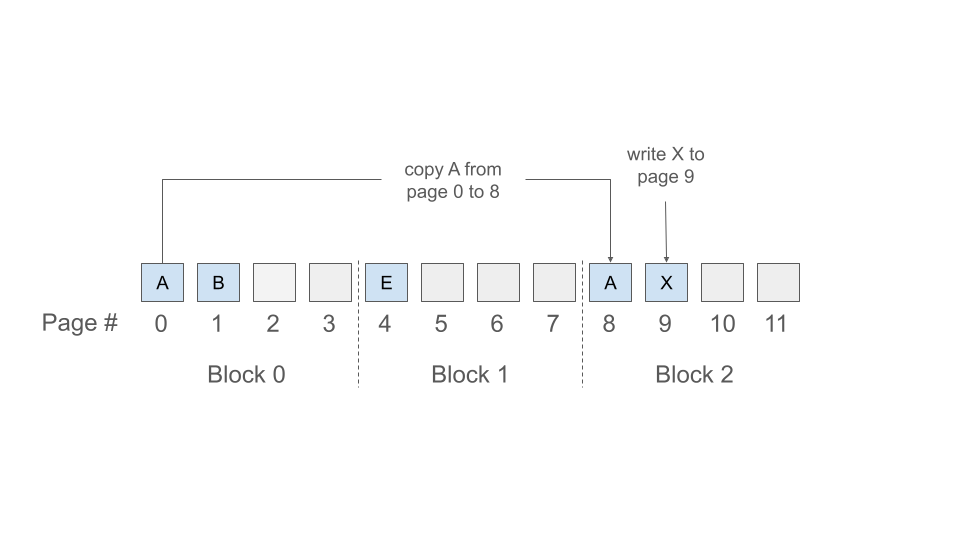 copy A from
page 0 to 8
write X to
page 9
A B E A X
Page # 0 1 2 3 4 5 6 7 8 9 10 11
Block 0 Block 1 Block 2